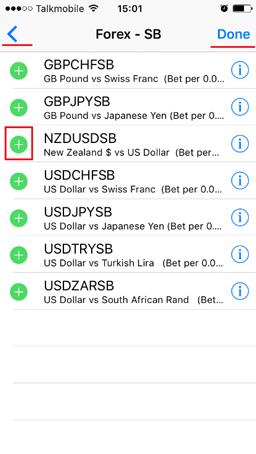 Talkmobile 15:01
Forex - SB Done
GBPCHFSB
GB Pound vs Swiss Franc (Bet per 0.0...
GBPJPYSB
GB Pound vs Japanese Yen (Bet per 0....
NZDUSDSB
New Zealand $ vs US Dollar (Bet per...
USDCHFSB
US Dollar vs Swiss Franc (Bet per 0.0...
USDJPYSB
US Dollar vs Japanese Yen (Bet per 0....
USDTRYSB
US Dollar vs Turkish Lira (Bet per 0.0...
USDZARSB
US Dollar vs South African Rand (Bet...